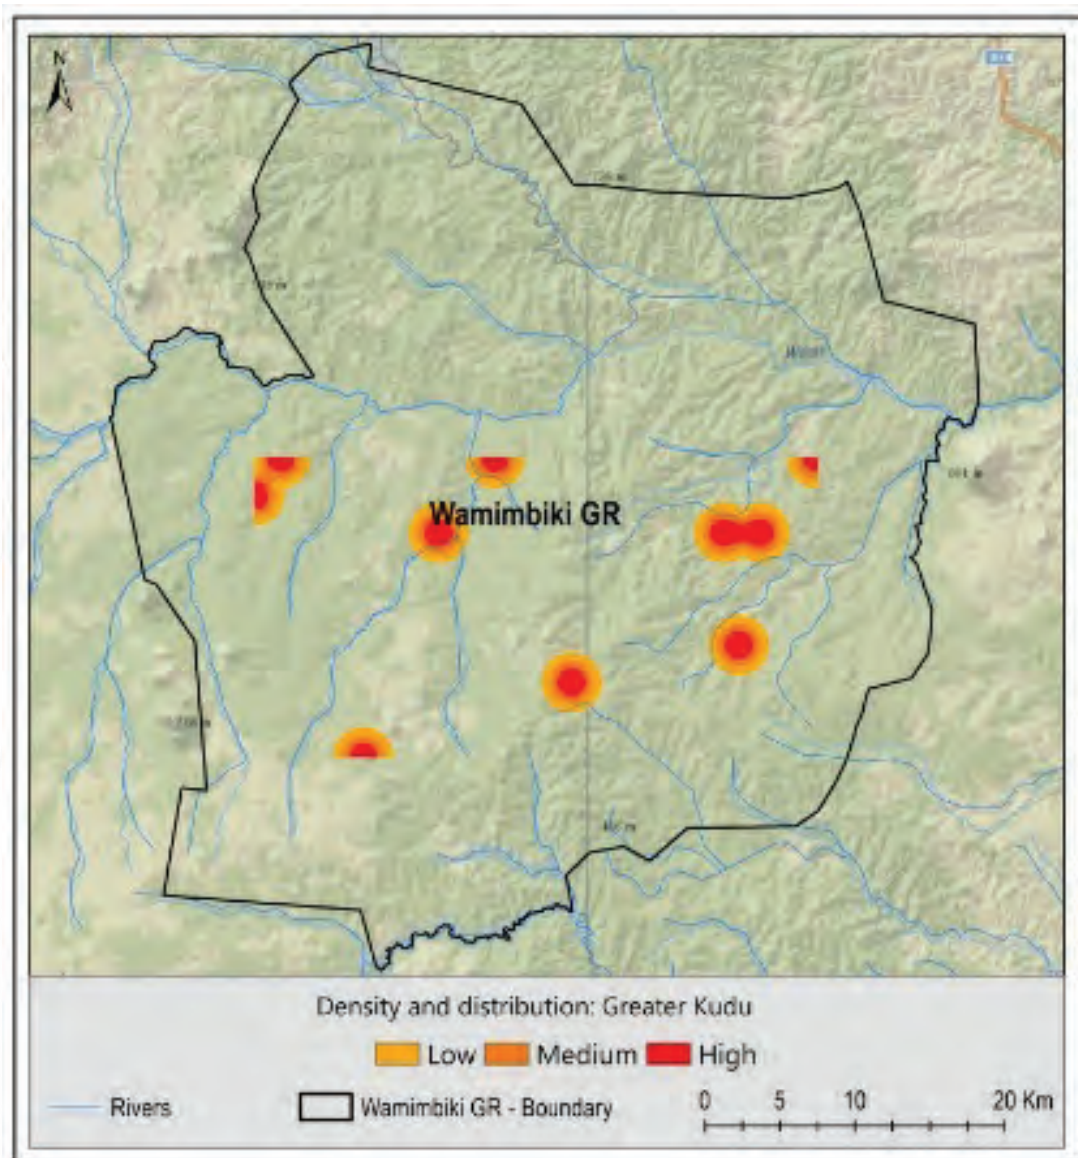 N
Wamimbiki GR
Density and distribution: Greater Kudu
Low Medium High
Rivers
Wamimbiki GR - Boundary
0 5 10 20 Km